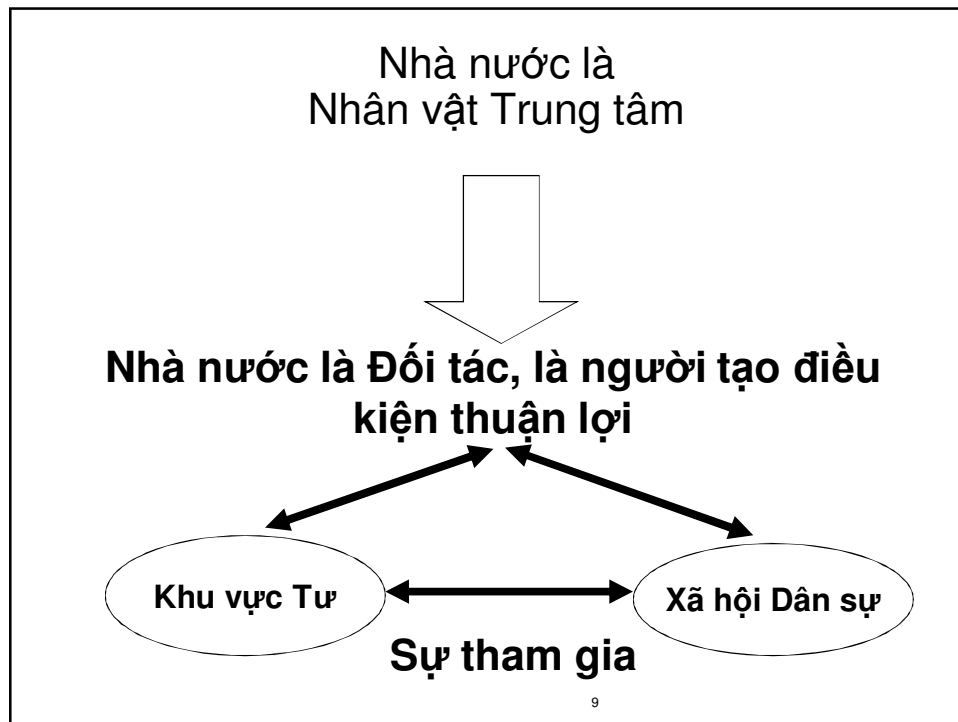 Nhà nước là
Nhân vật Trung tâm
Nhà nước là Đối tác, là người tạo điều
kiện thuận lợi
Khu vực Tư
Xã hội Dân sự
Sự tham gia
9